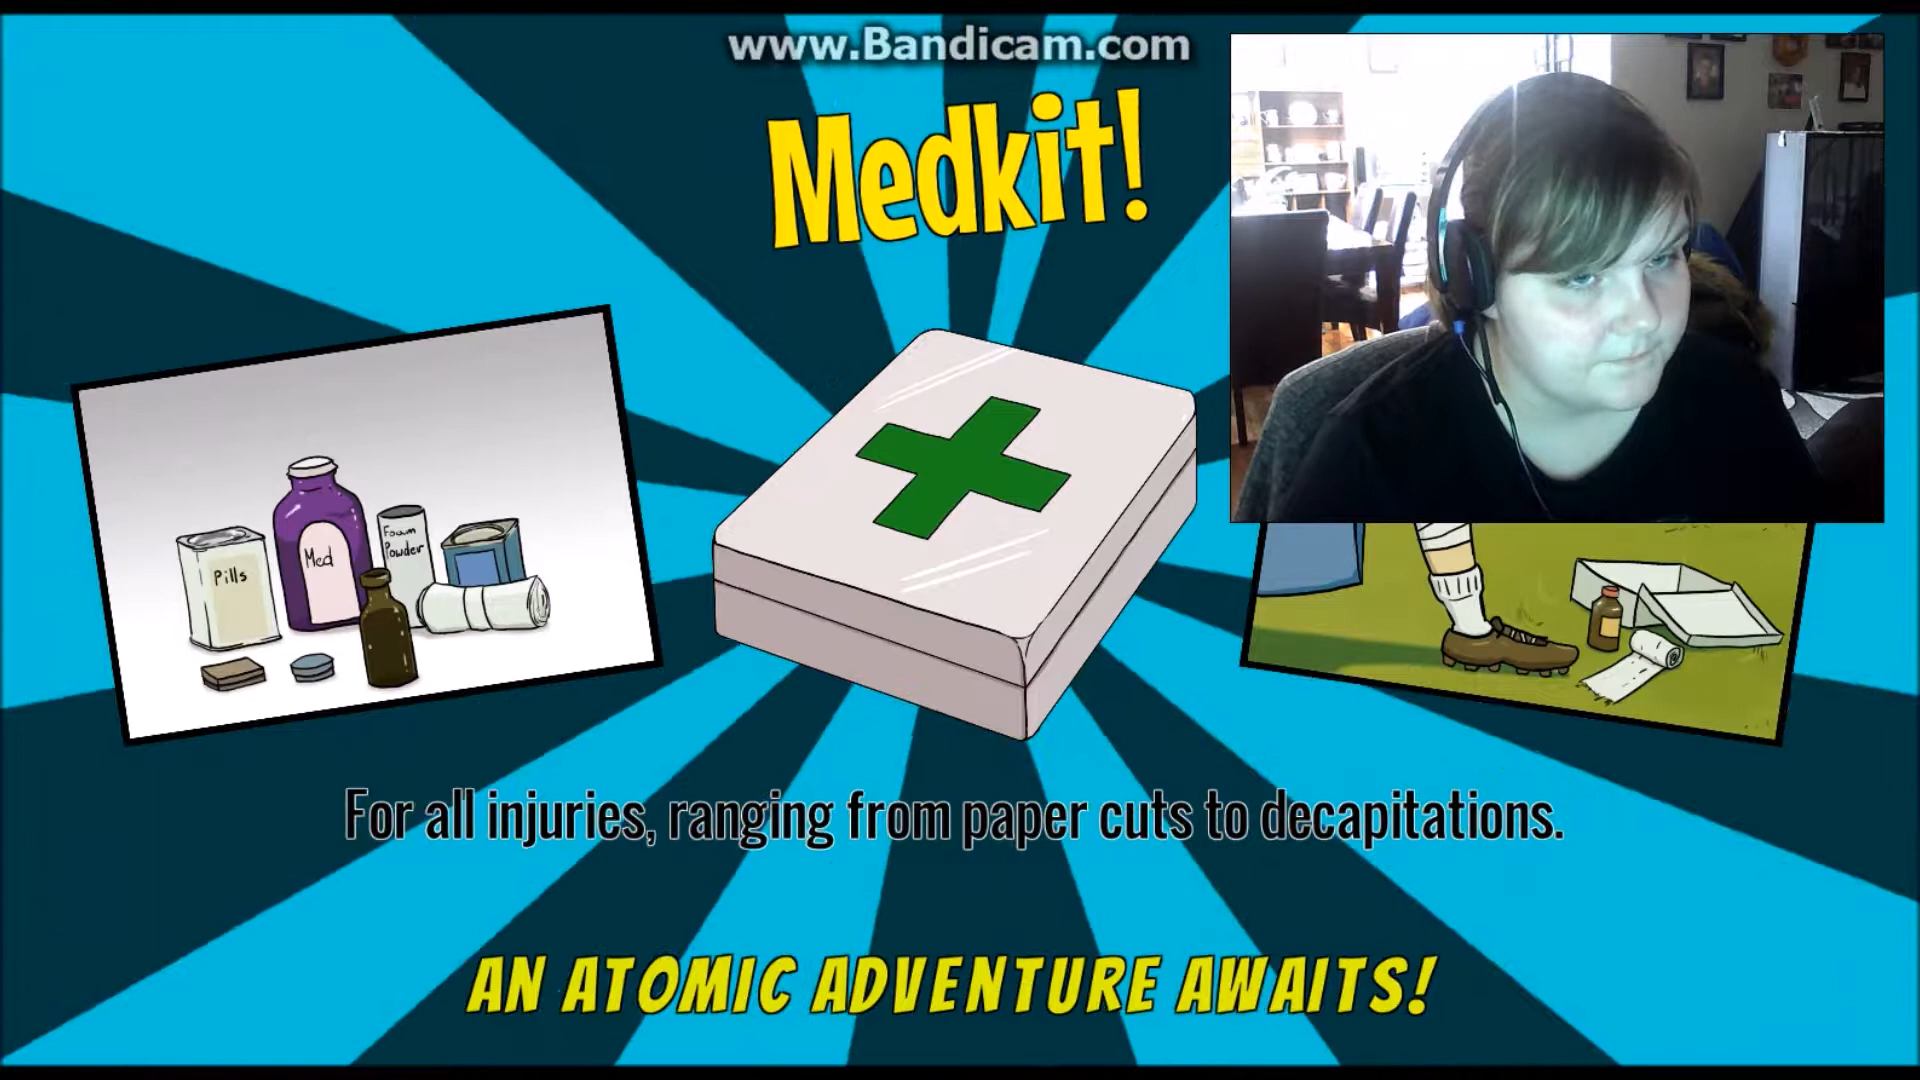 www.Bandicam.com
Medkit!
Pills
Med
Foam
Powder
For all injuries, ranging from paper cuts to decapitations.
AN ATOMIC ADVENTURE AWAITS!